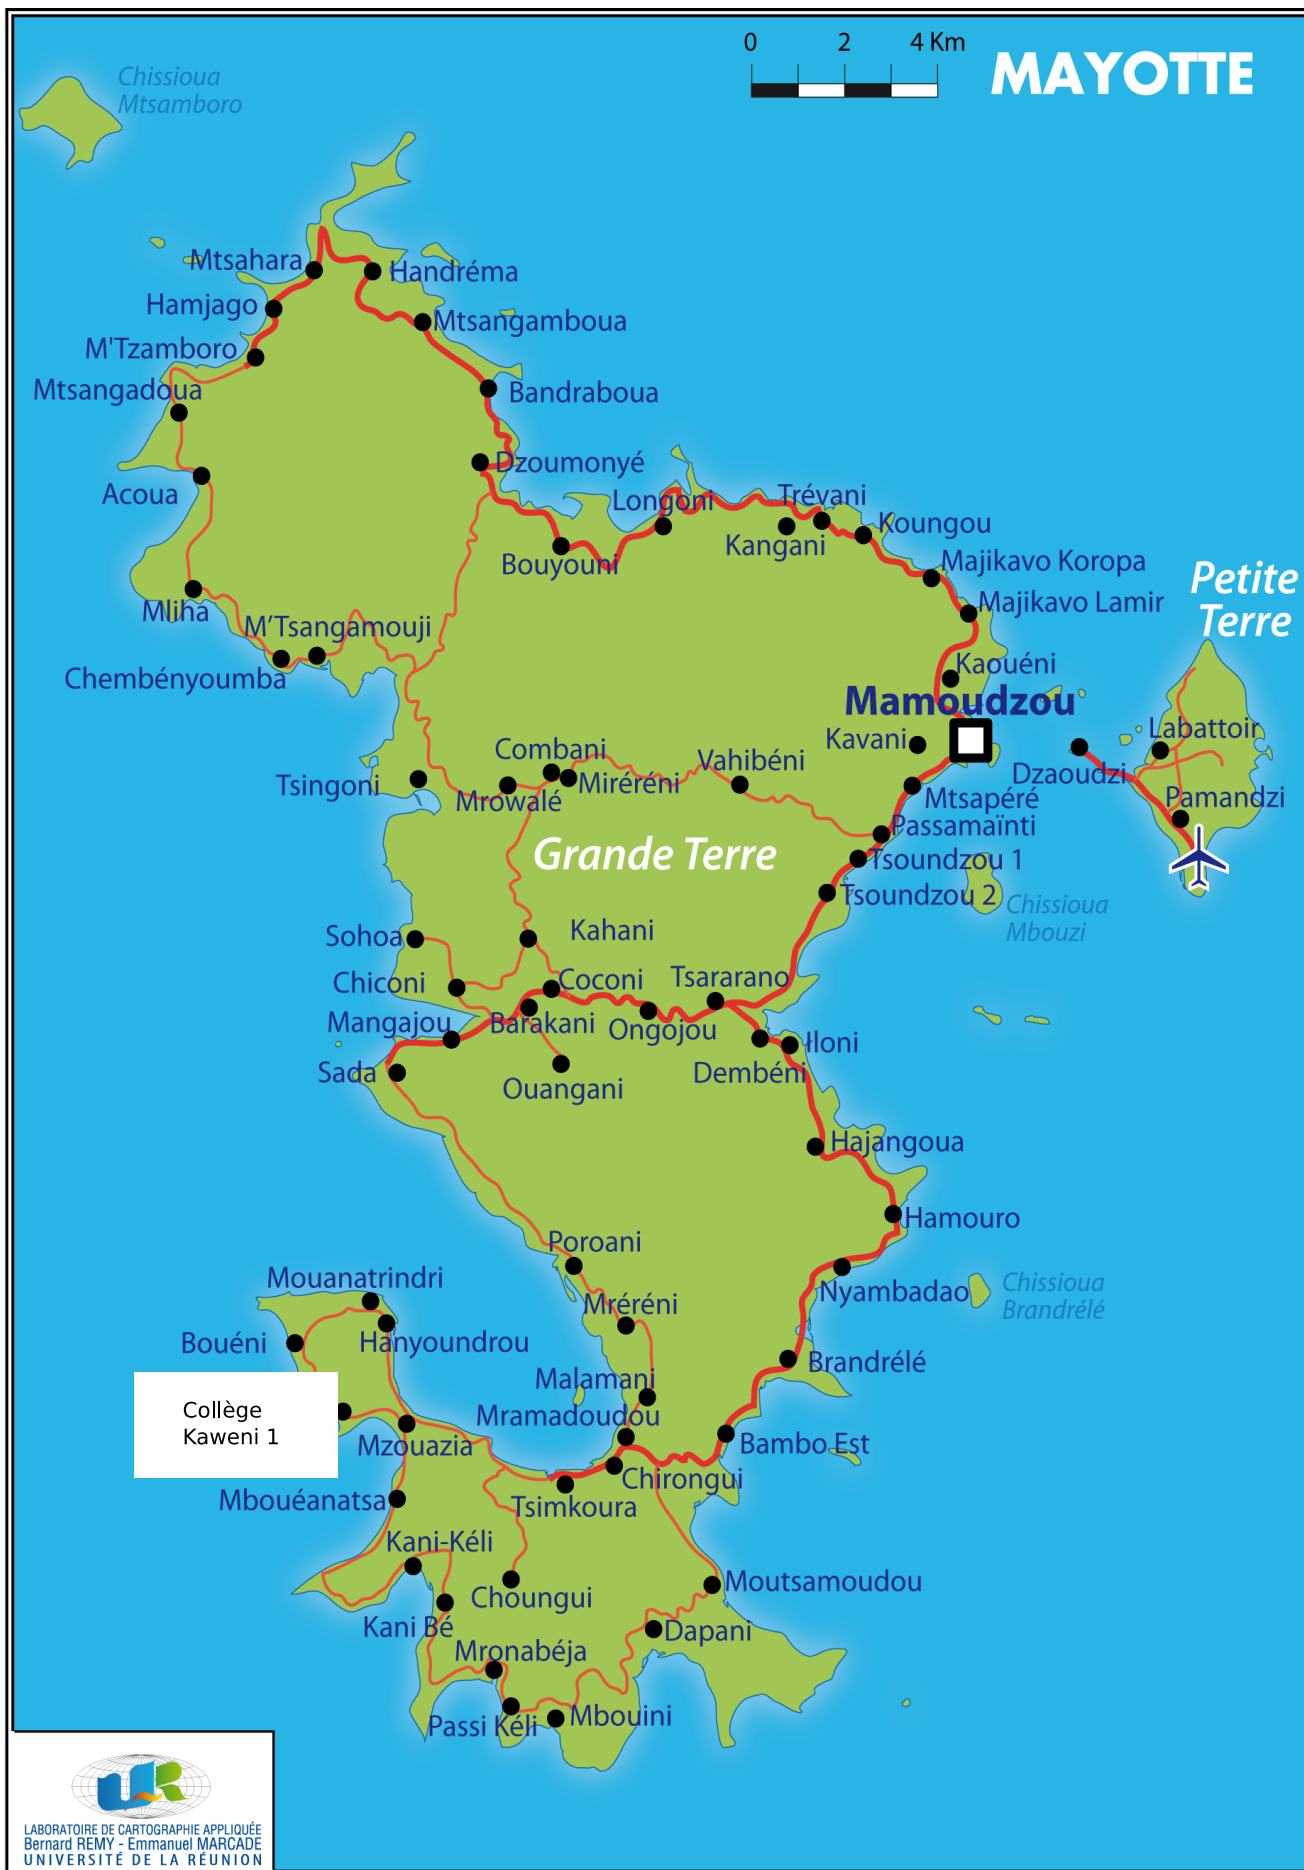 0 2 4 Km
MAYOTTE
Chissioua
Mtsamboro
Mtsahara
Handréma
Hamjago
Mtsangamboua
M'Tzamboro
Mtsangadoua
Bandraboua
Dzoumonyé
Acoua
Longoni
Trévani
Koungou
Kangani
Bouyouni
Majikavo Koropa
Petite
Terre
Mliha
Majikavo Lamir
M'Tsangamouji
Chembényoumba
Kaouéni
Mamoudzou
Kavani
Labattoir
Combani
Vahibéni
Dzaoudzi
Tsingoni
Miréréni
Mrowalé
Mtsapéré
Pamandzi
Passamaïnti
Grande Terre
Tsoundzou 1
Tsoundzou 2
Chissioua
Mbouzi
Sohoa
Kahani
Chiconi
Coconi
Tsararano
Mangajou
Barakani
Ongojou
Iloni
Sada
Ouangani
Dembéni
Hajangoua
Hamouro
Poroani
Mouanatrindri
Mréréni
Nyambadao
Chissioua
Brandrélé
Bouéni
Hanyoundrou
Brandrélé
Malamani
Collège
Kaweni 1
Mramadoudou
Mzouazia
Bambo Est
Chirongui
Mbouéanatsa
Tsimkoura
Kani-Kéli
Choungui
Moutsamoudou
Kani Bé
Dapani
Mronabéja
Passi Kéli
Mbouini
LABORATOIRE DE CARTOGRAPHIE APPLIQUÉE
Bernard REMY - Emmanuel MARCADE
UNIVERSITÉ DE LA RÉUNION